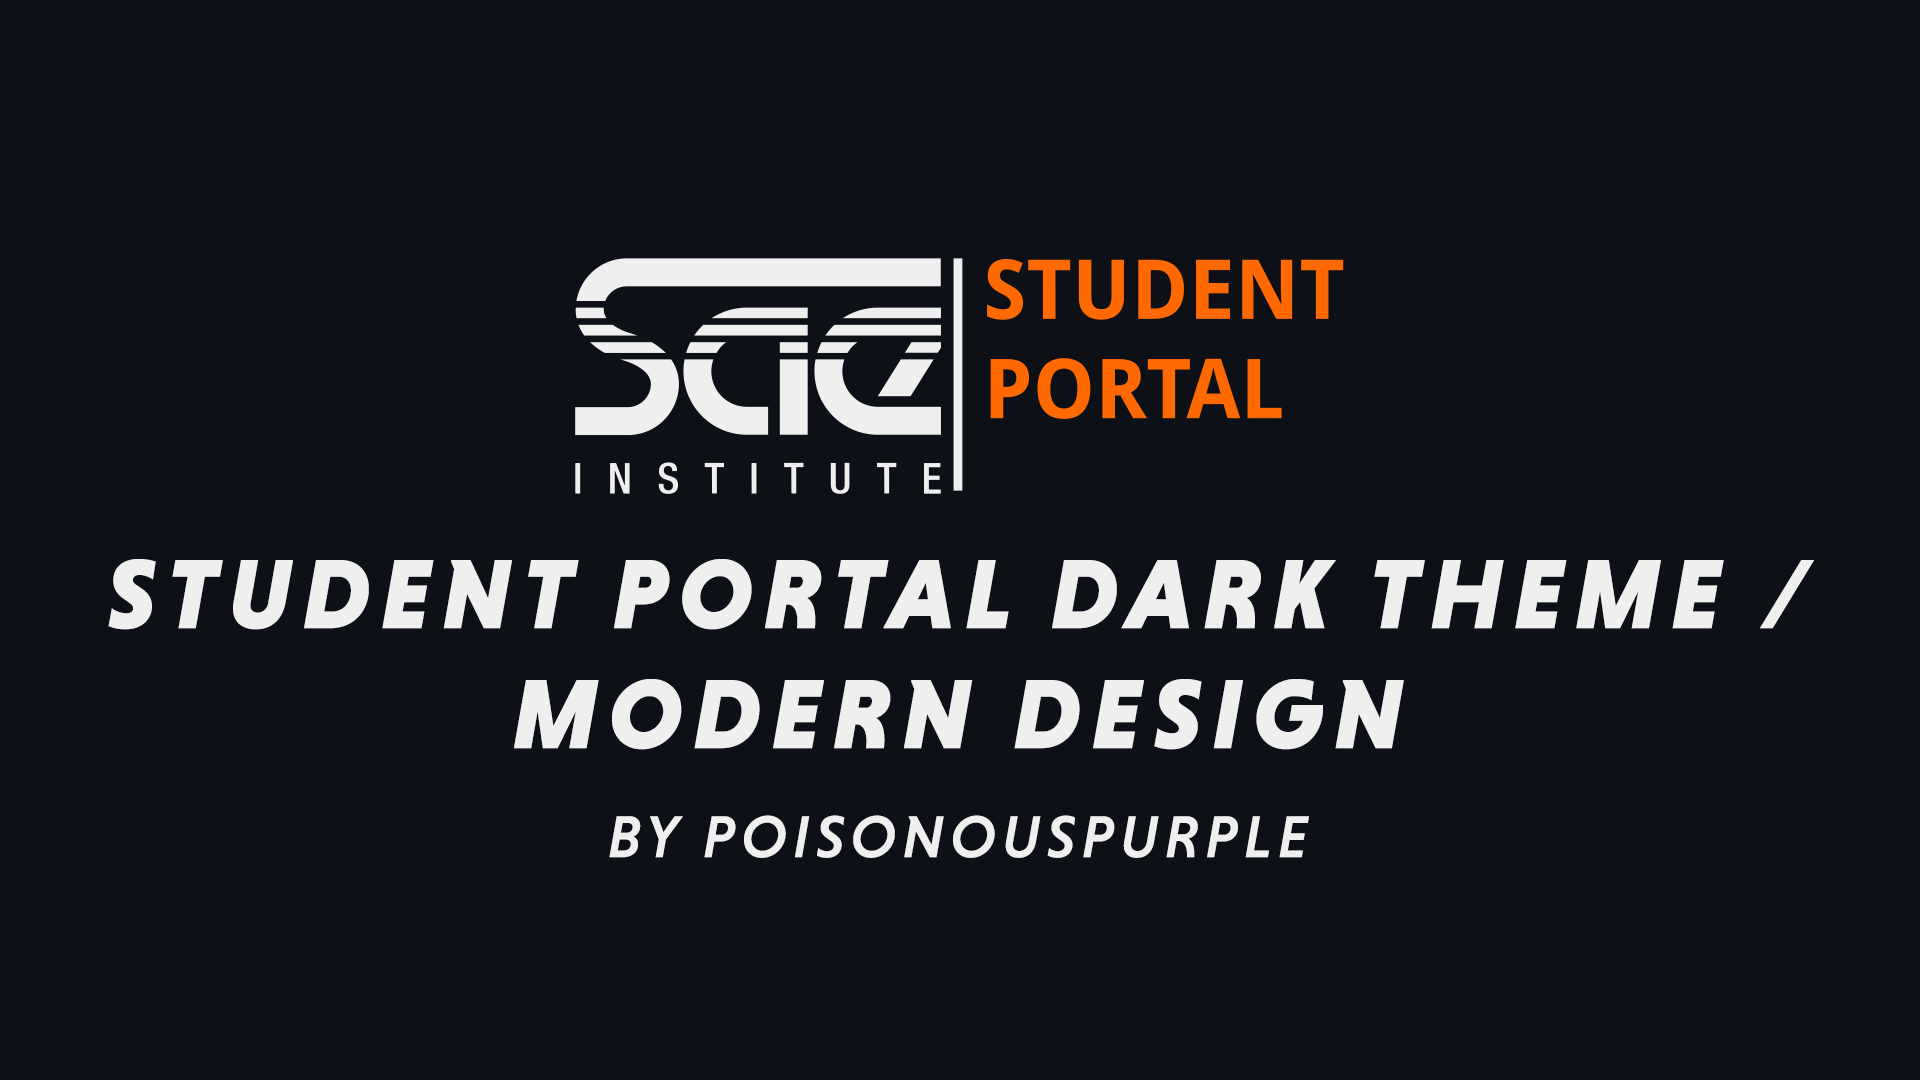 sae
INSTITUTE
STUDENT
PORTAL
STUDENT PORTAL DARK THEME /
MODERN DESIGN
BY POISONOUSPURPLE